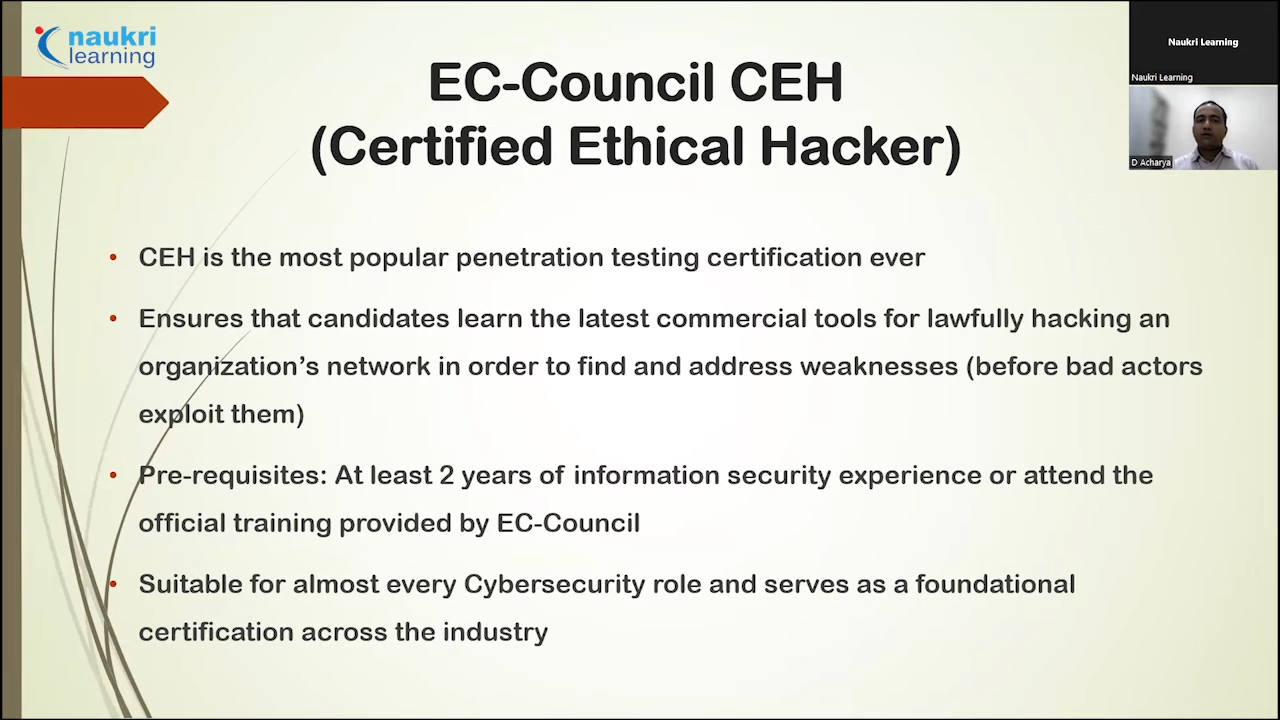 naukri
learning
EC-Council CEH
(Certified Ethical Hacker)
Naukri Learning
Naukri Learning
D Acharya
• CEH is the most popular penetration testing certification ever
• Ensures that candidates learn the latest commercial tools for lawfully hacking an
organization’s network in order to find and address weaknesses (before bad actors
exploit them)
• Pre-requisites: At least 2 years of information security experience or attend the
official training provided by EC-Council
• Suitable for almost every Cybersecurity role and serves as a foundational
certification across the industry